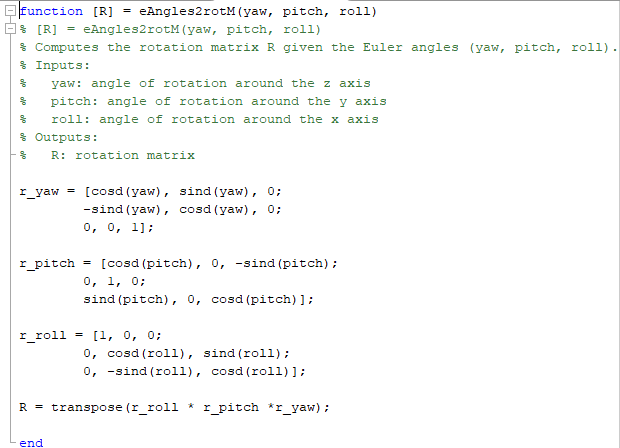 function [R] = eAngles2rotM(yaw, pitch, roll)
% [R] = eAngles2rotM(yaw, pitch, roll)
% Computes the rotation matrix R given the Euler angles (yaw, pitch, roll).
% Inputs:
%   yaw: angle of rotation around the z axis
%   pitch: angle of rotation around the y axis
%   roll: angle of rotation around the x axis
% Outputs:
%   R: rotation matrix
r_yaw = [cosd(yaw), sind(yaw), 0;
        -sind(yaw), cosd(yaw), 0;
        0, 0, 1];
r_pitch = [cosd(pitch), 0, -sind(pitch);
        0, 1, 0;
        sind(pitch), 0, cosd(pitch)];
r_roll = [1, 0, 0;
        0, cosd(roll), sind(roll);
        0, -sind(roll), cosd(roll)];
R = transpose(r_roll * r_pitch *r_yaw);
end